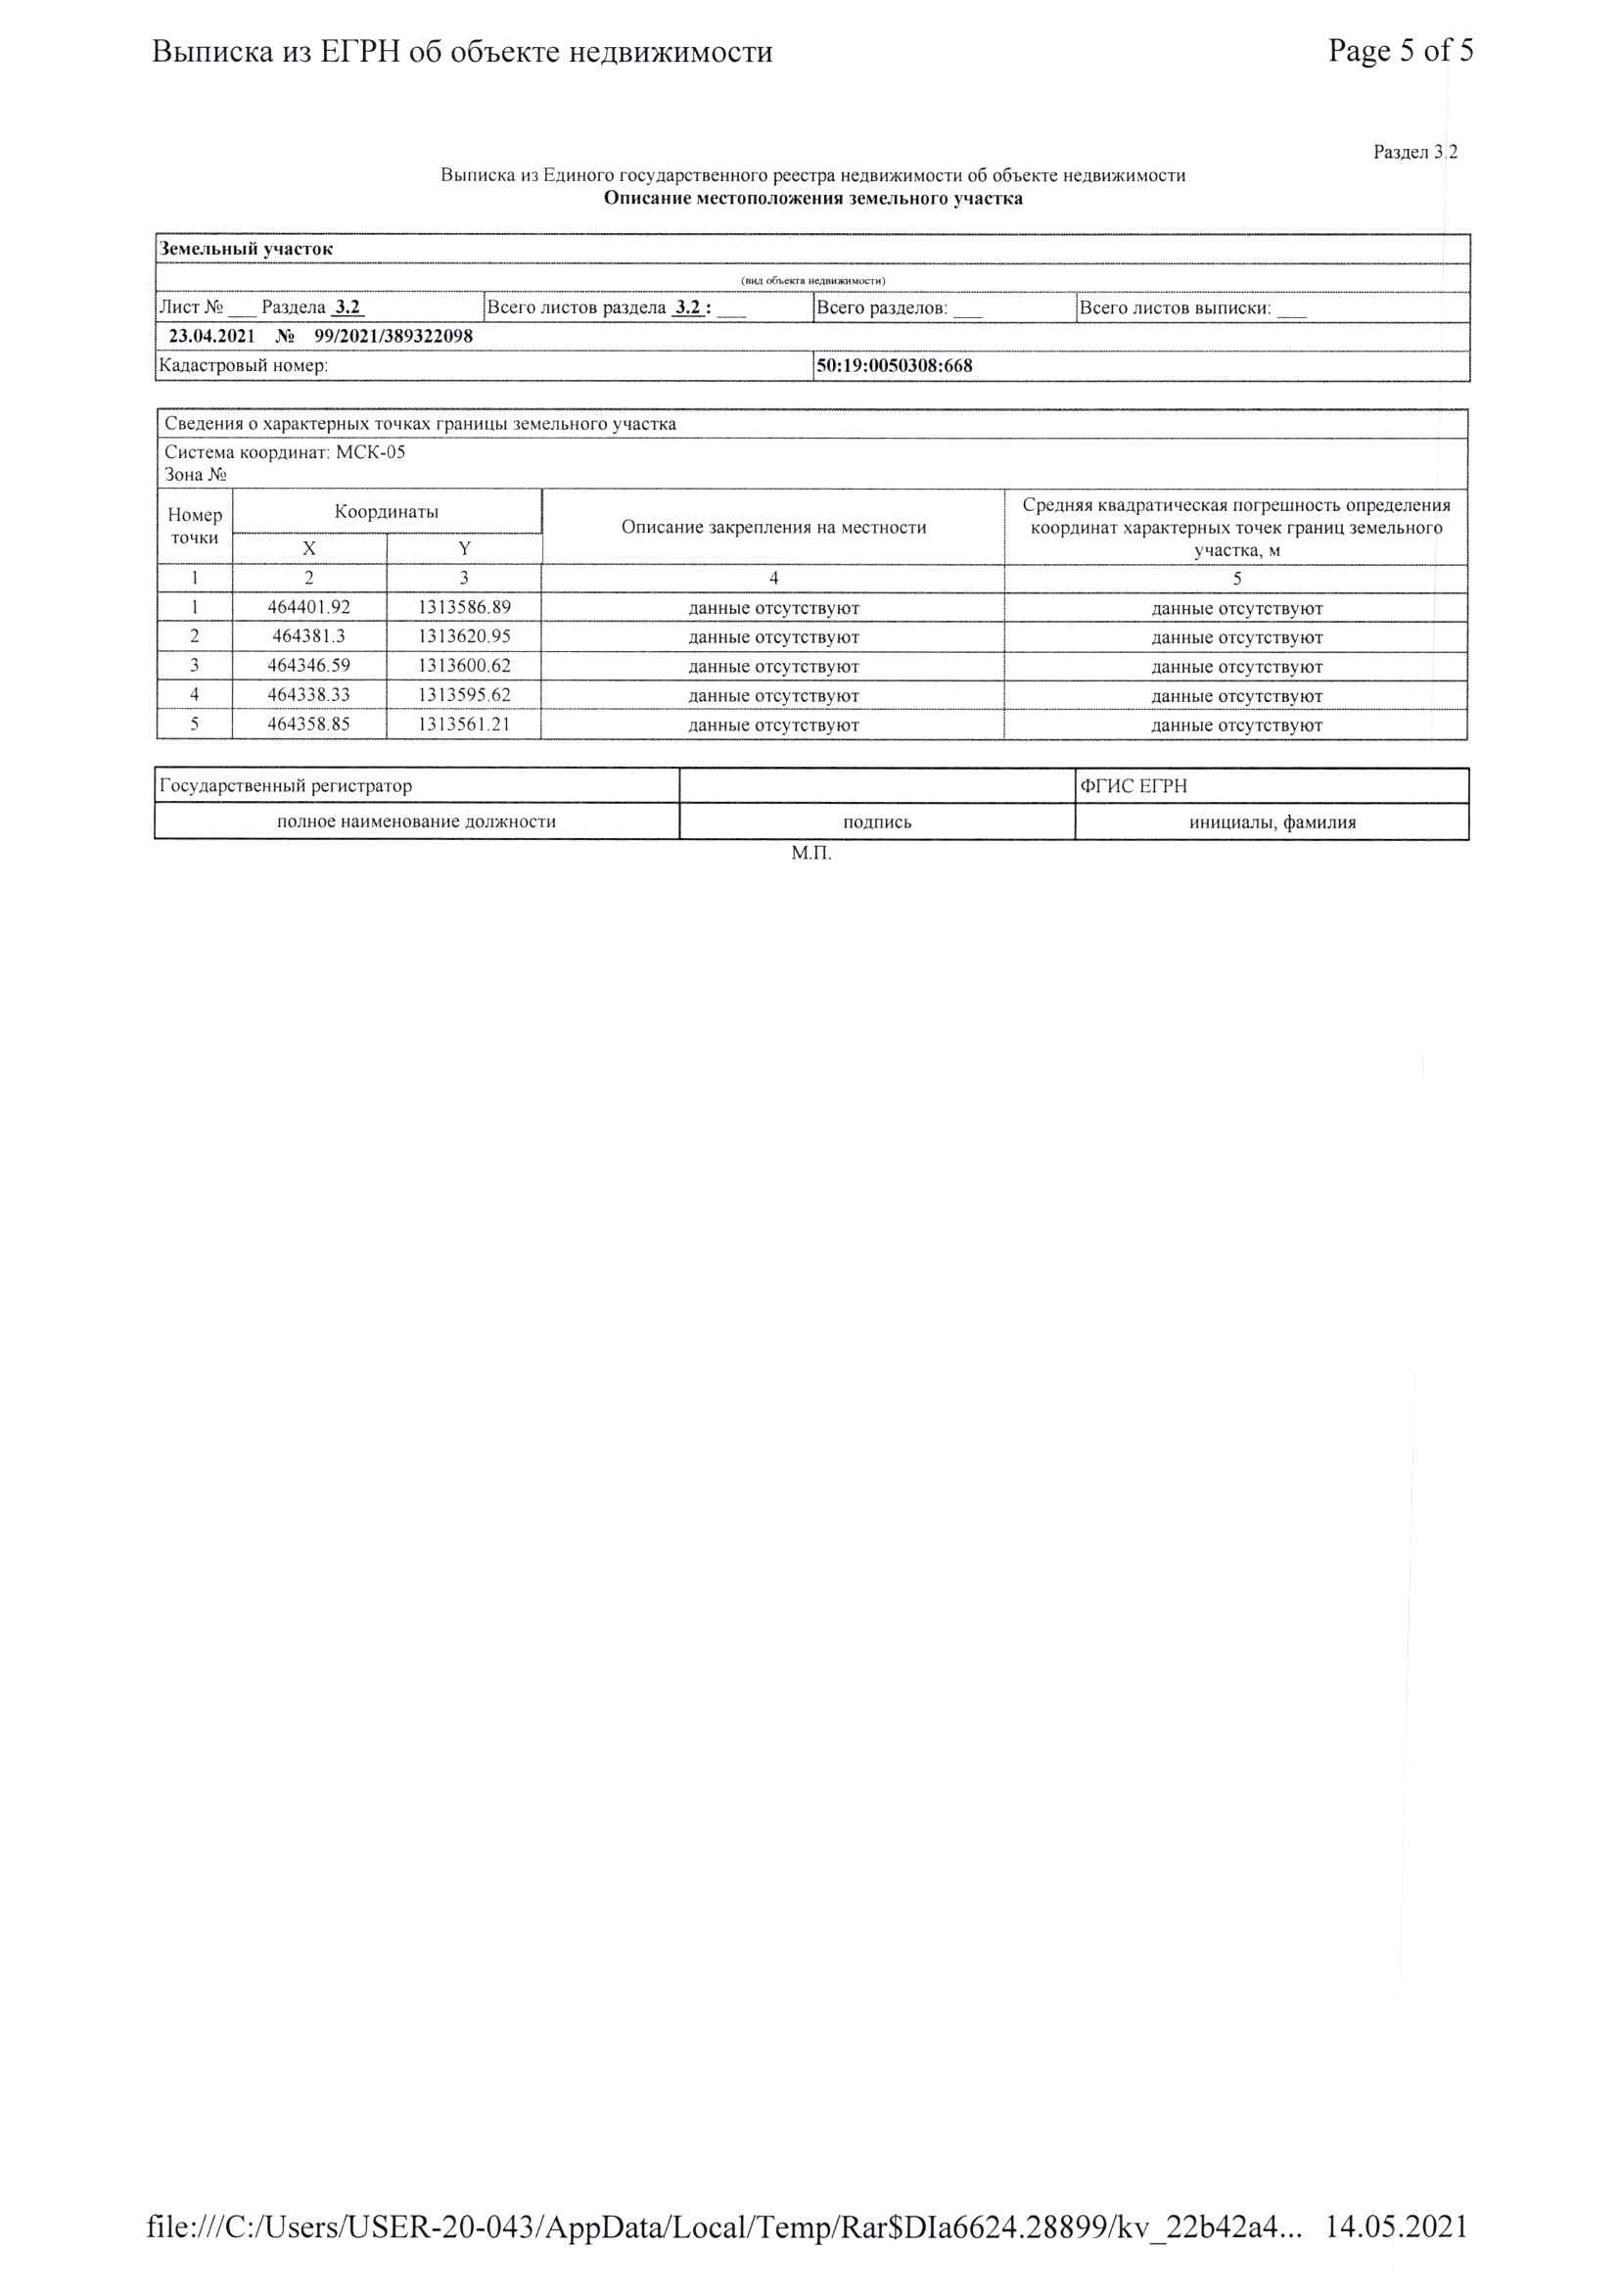 Выписка из ЕГРН об объекте недвижимости Page 5 of 5
Раздел 3.2
Выписка из Единого государственного реестра недвижимости об объекте недвижимости
Описание местоположения земельного участка
Земельный участок
(вид объекта недвижимости)
Лист № ___ Раздела 3.2 Всего листов раздела 3.2 : ___ Всего разделов: ___ Всего листов выписки: ___
23.04.2021 № 99/2021/389322098
Кадастровый номер: 50:19:0050308:668
Сведения о характерных точках границы земельного участка
Система координат: МСК-05
Зона №
Номер точки Координаты Описание закрепления на местности Средняя квадратическая погрешность определения координат характерных точек границ земельного участка, м
X Y
1 2 3 4 5
1 464401.92 1313586.89 данные отсутствуют данные отсутствуют
2 464381.3 1313620.95 данные отсутствуют данные отсутствуют
3 464346.59 1313600.62 данные отсутствуют данные отсутствуют
4 464338.33 1313595.62 данные отсутствуют данные отсутствуют
5 464358.85 1313561.21 данные отсутствуют данные отсутствуют
Государственный регистратор ФГИС ЕГРН
полное наименование должности подпись инициалы, фамилия
М.П.
file:///C:/Users/USER-20-043/AppData/Local/Temp/Rar$DIa6624.28899/kv_22b42a4... 14.05.2021